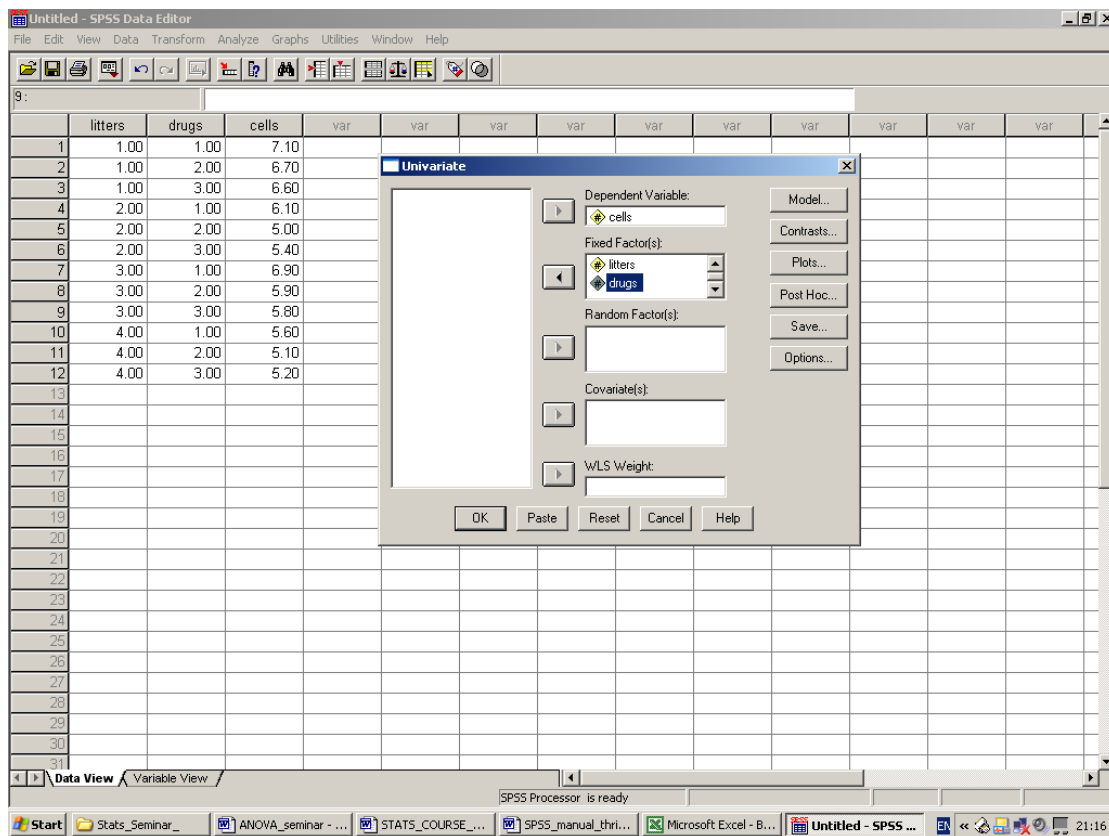 Untitled - SPSS Data Editor
File Edit View Data Transform Analyze Graphs Utilities Window Help
9 :
litters drugs cells var var var var var var var var var var
1 1.00 1.00 7.10
2 1.00 2.00 6.70
3 1.00 3.00 6.60
4 2.00 1.00 6.10
5 2.00 2.00 5.00
6 2.00 3.00 5.40
7 3.00 1.00 6.90
8 3.00 2.00 5.90
9 3.00 3.00 5.80
10 4.00 1.00 5.60
11 4.00 2.00 5.10
12 4.00 3.00 5.20
13
14
15
16
17
18
19
20
21
22
23
24
25
26
27
28
29
30
31
Univariate
Dependent Variable:
cells
Fixed Factor(s):
litters
drugs
Random Factor(s):
Covariate(s):
WLS Weight:
Model...
Contrasts...
Plots...
Post Hoc...
Save...
Options...
OK Paste Reset Cancel Help
Data View Variable View
SPSS Processor is ready
Start Stats_Seminar_ ANOVA_seminar - ... STATS_COURSE_... SPSS_manual_thri... Microsoft Excel - B... Untitled - SPSS ... EN « 21:16